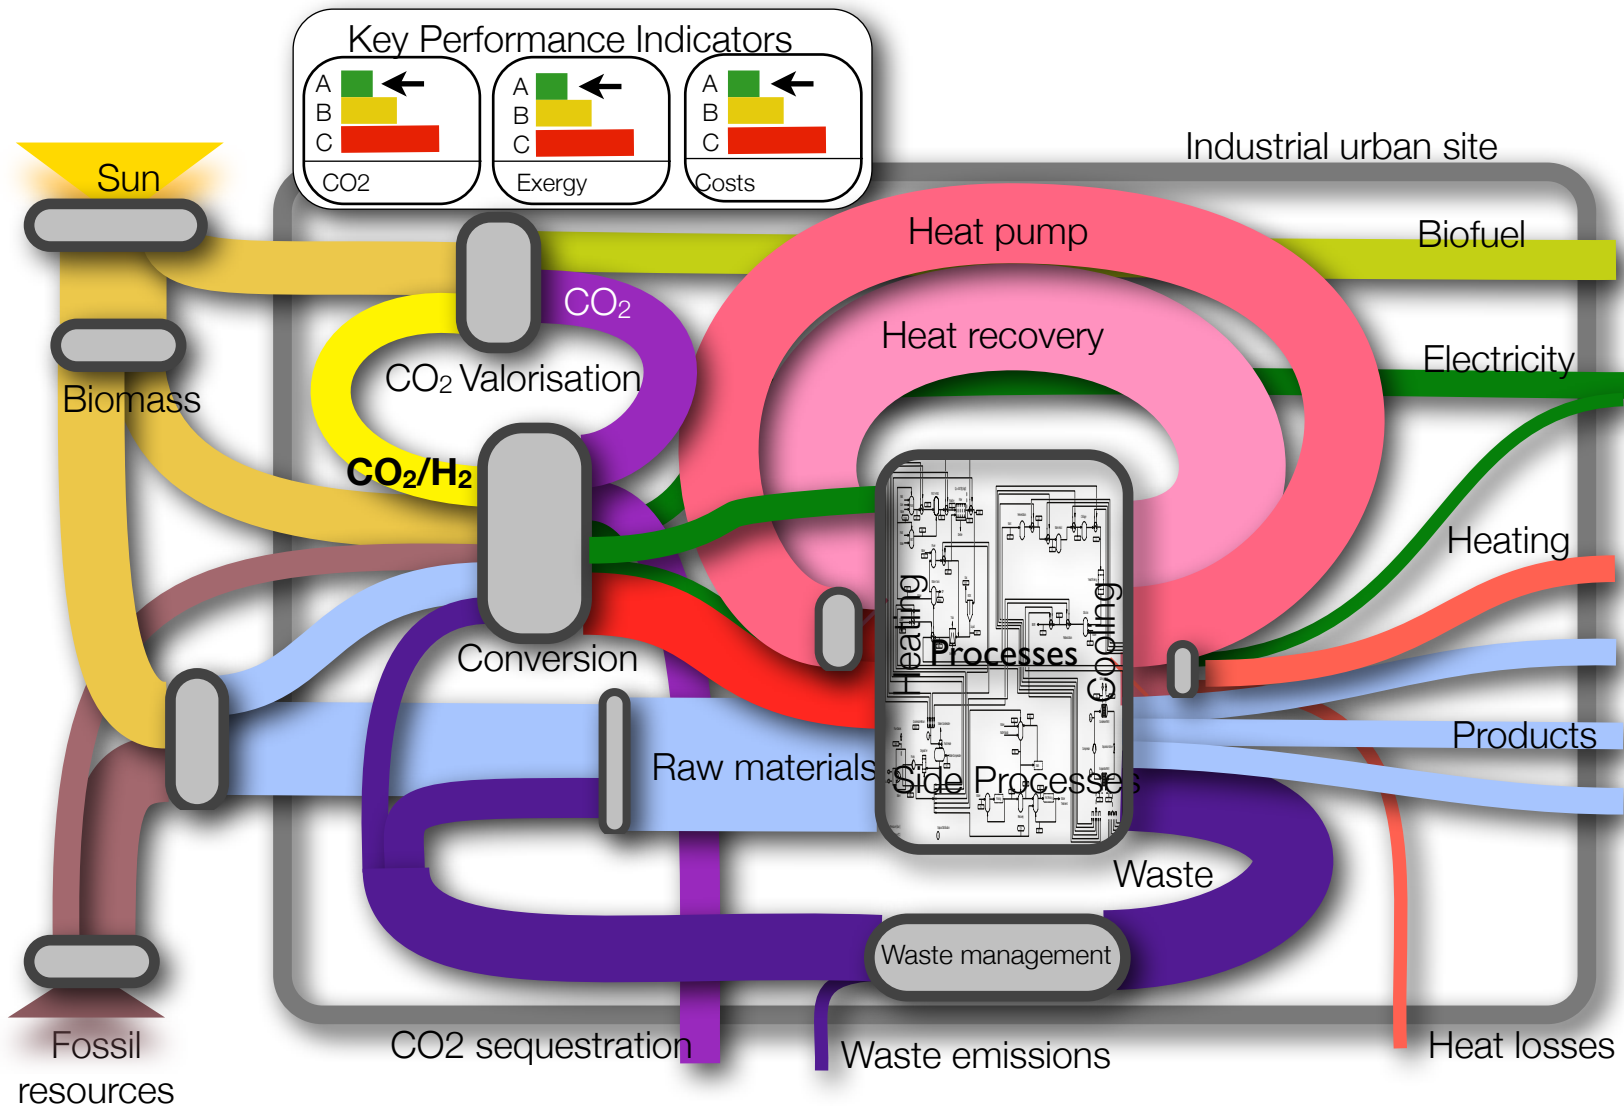 Key Performance Indicators
A
B
C
CO2
A
B
C
Exergy
A
B
C
Costs
Industrial urban site
Sun
Heat pump
Biofuel
CO₂
Heat recovery
Electricity
CO₂ Valorisation
Biomass
CO₂/H₂
Heating
Heating
Cooling
Processes
Conversion
Products
Raw materials
Side Processes
Waste
Waste management
Fossil
resources
CO2 sequestration
Waste emissions
Heat losses